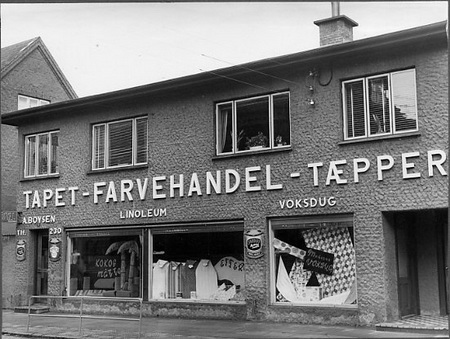 TAPET - FARVEHANDEL - TÆPPER
A.BOYSEN LINOLEUM VOKSDUG
TLF. 230
KOKOS
MÅTTER